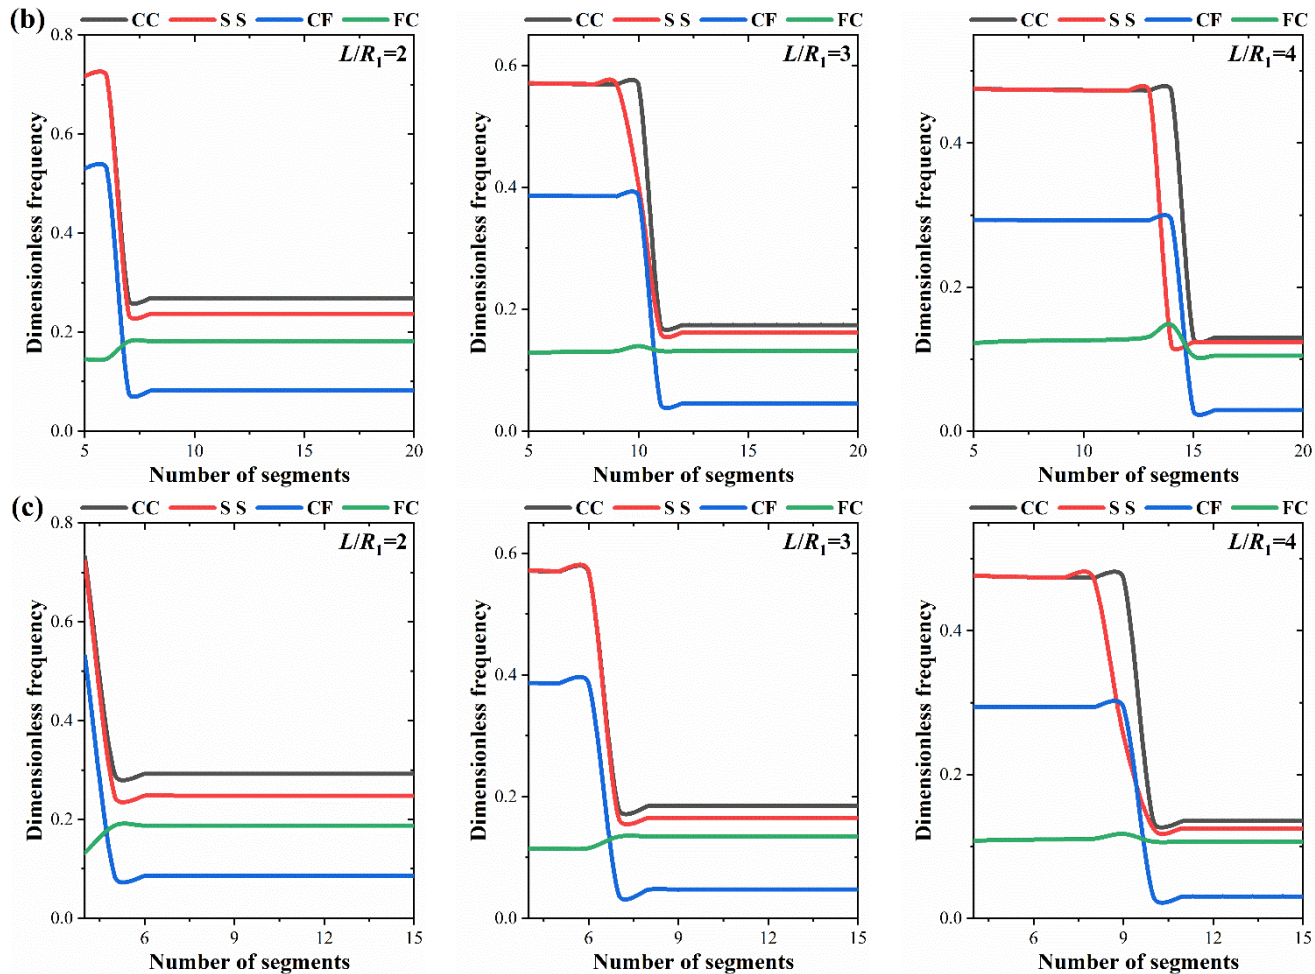 (b)
CC SS CF FC
L/R1=2
Dimensionless frequency
0.8
0.6
0.4
0.2
0.0
5 10 15 20
Number of segments
CC SS CF FC
L/R1=3
Dimensionless frequency
0.6
0.4
0.2
0.0
5 10 15 20
Number of segments
CC SS CF FC
L/R1=4
Dimensionless frequency
0.4
0.2
0.0
5 10 15 20
Number of segments
(c)
CC SS CF FC
L/R1=2
Dimensionless frequency
0.8
0.6
0.4
0.2
0.0
6 9 12 15
Number of segments
CC SS CF FC
L/R1=3
Dimensionless frequency
0.6
0.4
0.2
0.0
6 9 12 15
Number of segments
CC SS CF FC
L/R1=4
Dimensionless frequency
0.4
0.2
0.0
6 9 12 15
Number of segments